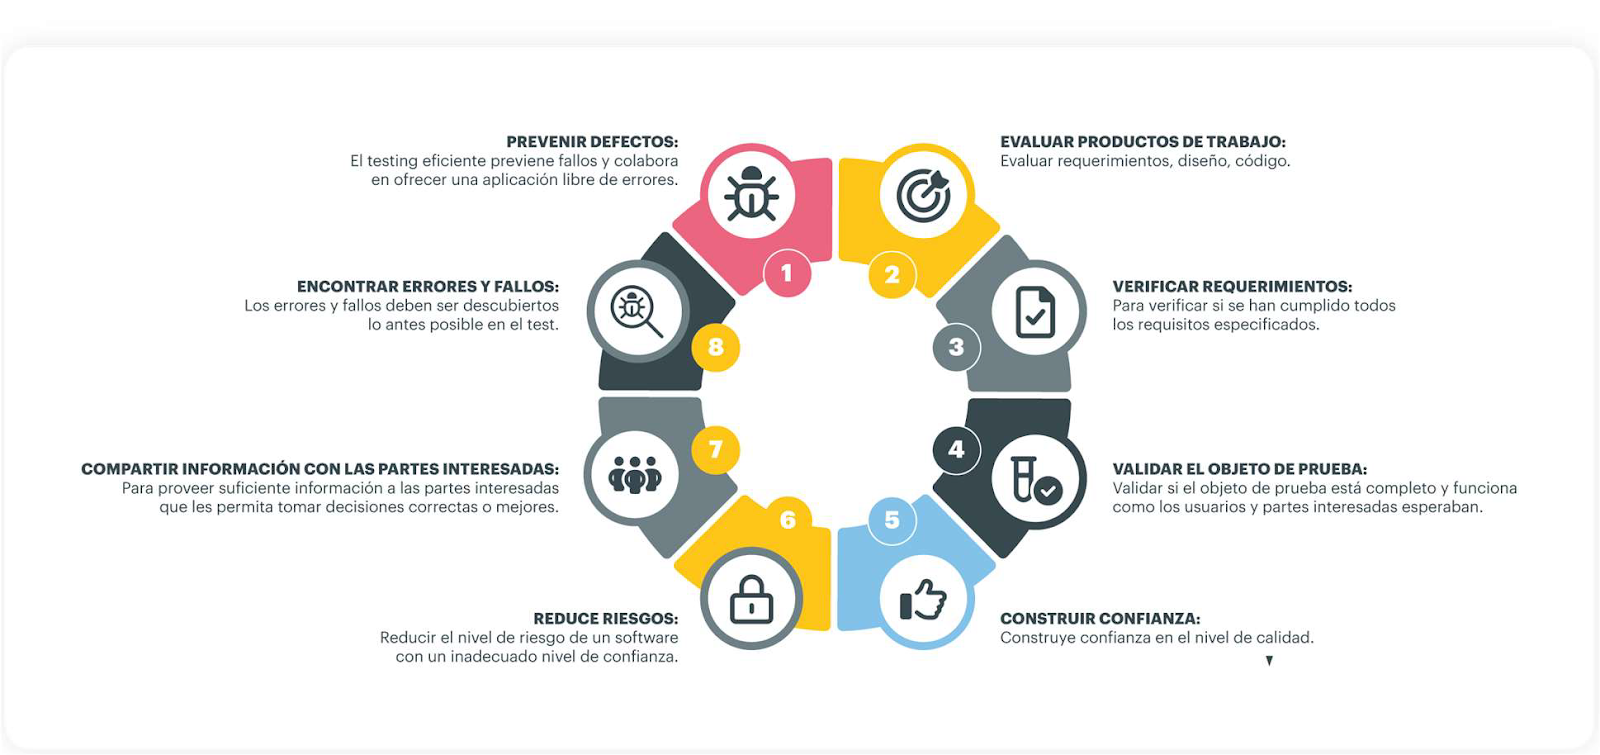 PREVENIR DEFECTOS:
El testing eficiente previene fallos y colabora
en ofrecer una aplicación libre de errores.
1
EVALUAR PRODUCTOS DE TRABAJO:
Evaluar requerimientos, diseño, código.
2
VERIFICAR REQUERIMIENTOS:
Para verificar si se han cumplido todos
los requisitos especificados.
3
VALIDAR EL OBJETO DE PRUEBA:
Validar si el objeto de prueba está completo y funciona
como los usuarios y partes interesadas esperaban.
4
CONSTRUIR CONFIANZA:
Construye confianza en el nivel de calidad.
5
REDUCE RIESGOS:
Reducir el nivel de riesgo de un software
con un inadecuado nivel de confianza.
6
COMPARTIR INFORMACIÓN CON LAS PARTES INTERESADAS:
Para proveer suficiente información a las partes interesadas
que les permita tomar decisiones correctas o mejores.
7
ENCONTRAR ERRORES Y FALLOS:
Los errores y fallos deben ser descubiertos
lo antes posible en el test.
8